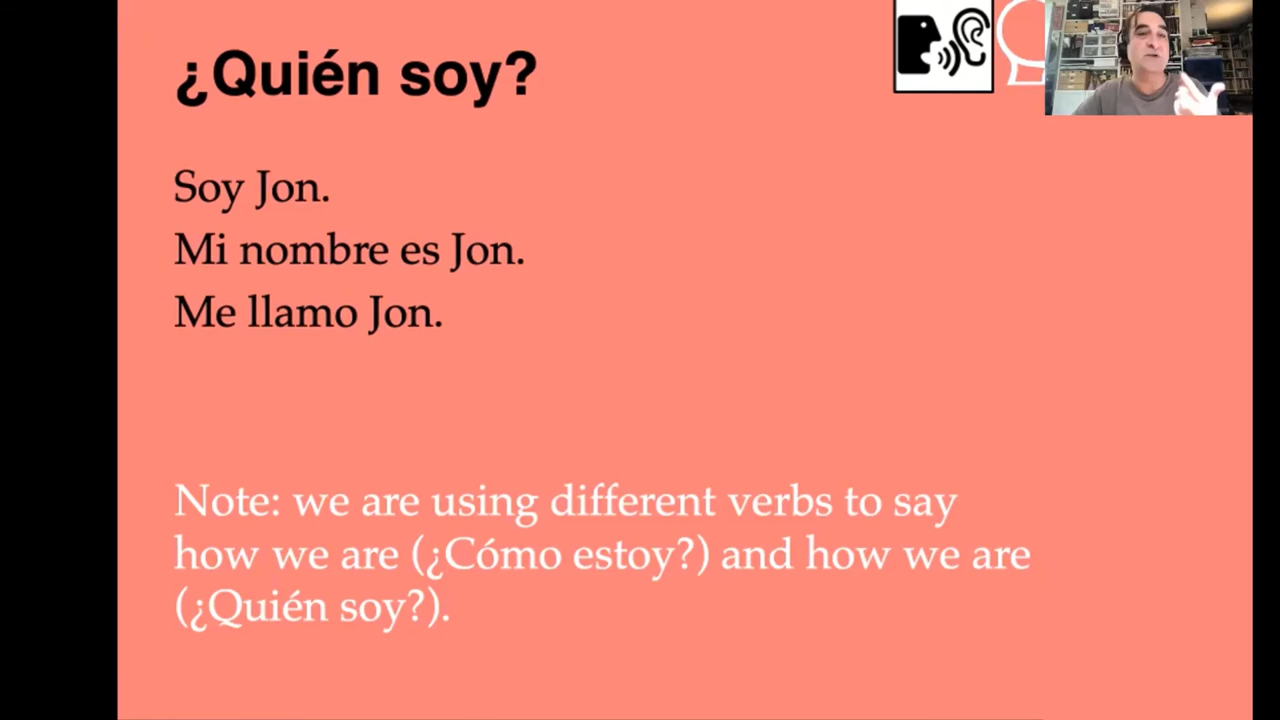 ¿Quién soy?
Soy Jon.
Mi nombre es Jon.
Me llamo Jon.
Note: we are using different verbs to say
how we are (¿Cómo estoy?) and how we are
(¿Quién soy?).